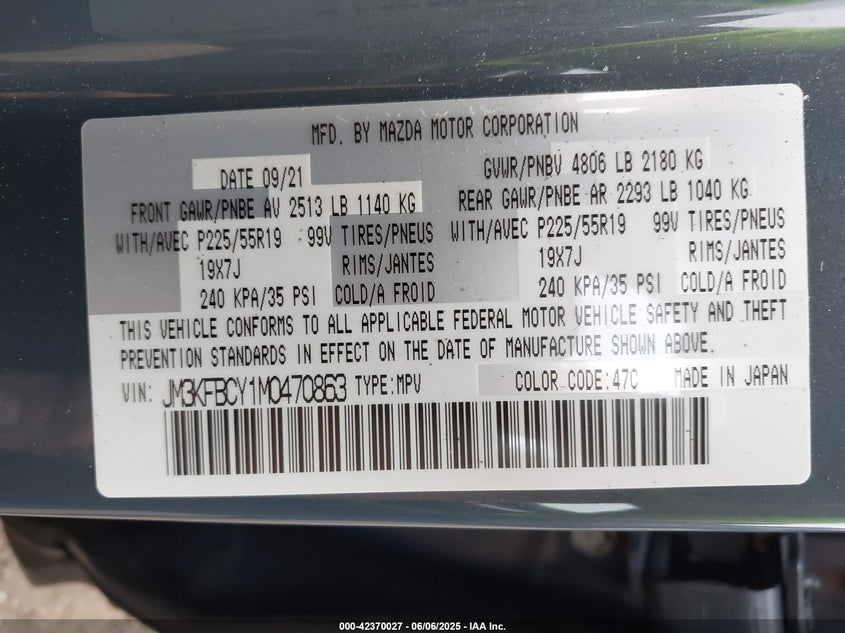 MFD. BY MAZDA MOTOR CORPORATION
DATE 09/21 GVWR/PNBV 4806 LB 2180 KG
FRONT GAWR/PNBE AV 2513 LB 1140 KG REAR GAWR/PNBE AR 2293 LB 1040 KG
WITH/AVEC P225/55R19 99V TIRES/PNEUS WITH/AVEC P225/55R19 99V TIRES/PNEUS
19X7J RIMS/JANTES 19X7J RIMS/JANTES
240 KPA/35 PSI COLD/A FROID 240 KPA/35 PSI COLD/A FROID
THIS VEHICLE CONFORMS TO ALL APPLICABLE FEDERAL MOTOR VEHICLE SAFETY AND THEFT
PREVENTION STANDARDS IN EFFECT ON THE DATE OF MANUFACTURE SHOWN ABOVE.
VIN: JM3KFBCY1M0470863 TYPE:MPV COLOR CODE:47C MADE IN JAPAN
000-42370027 - 06/06/2025 - IAA Inc.